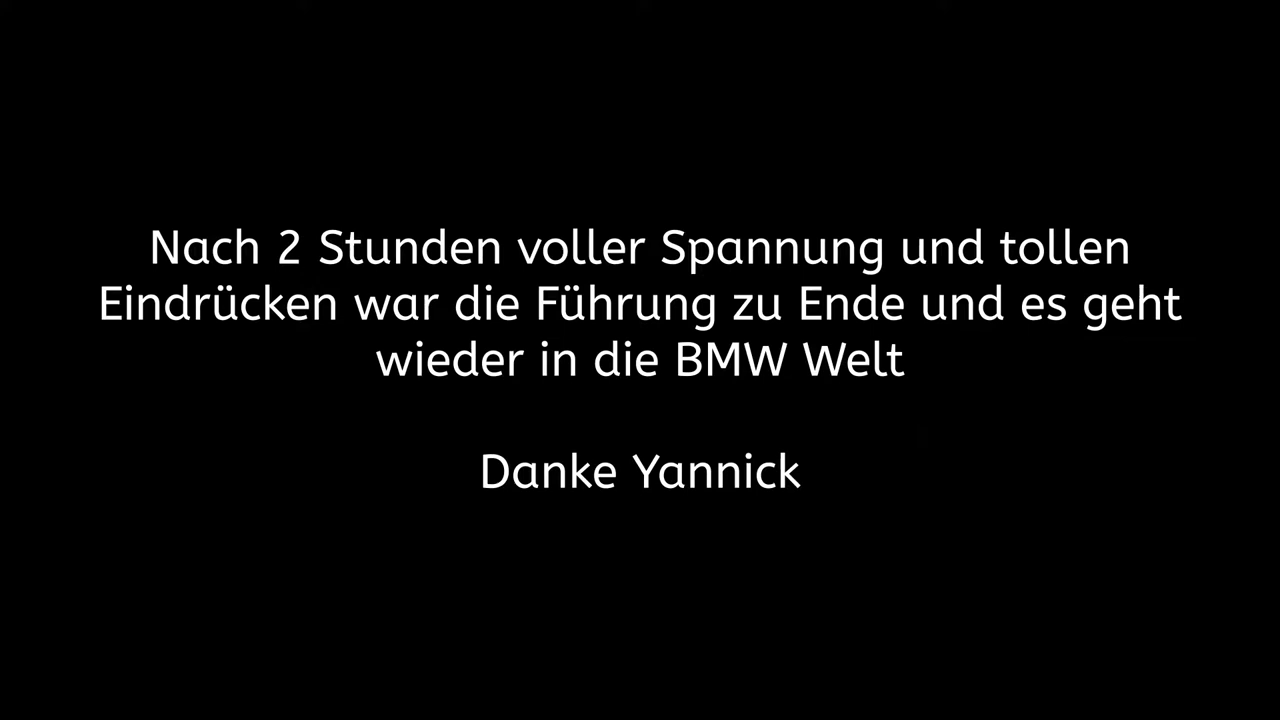 Nach 2 Stunden voller Spannung und tollen
Eindrücken war die Führung zu Ende und es geht
wieder in die BMW Welt
Danke Yannick